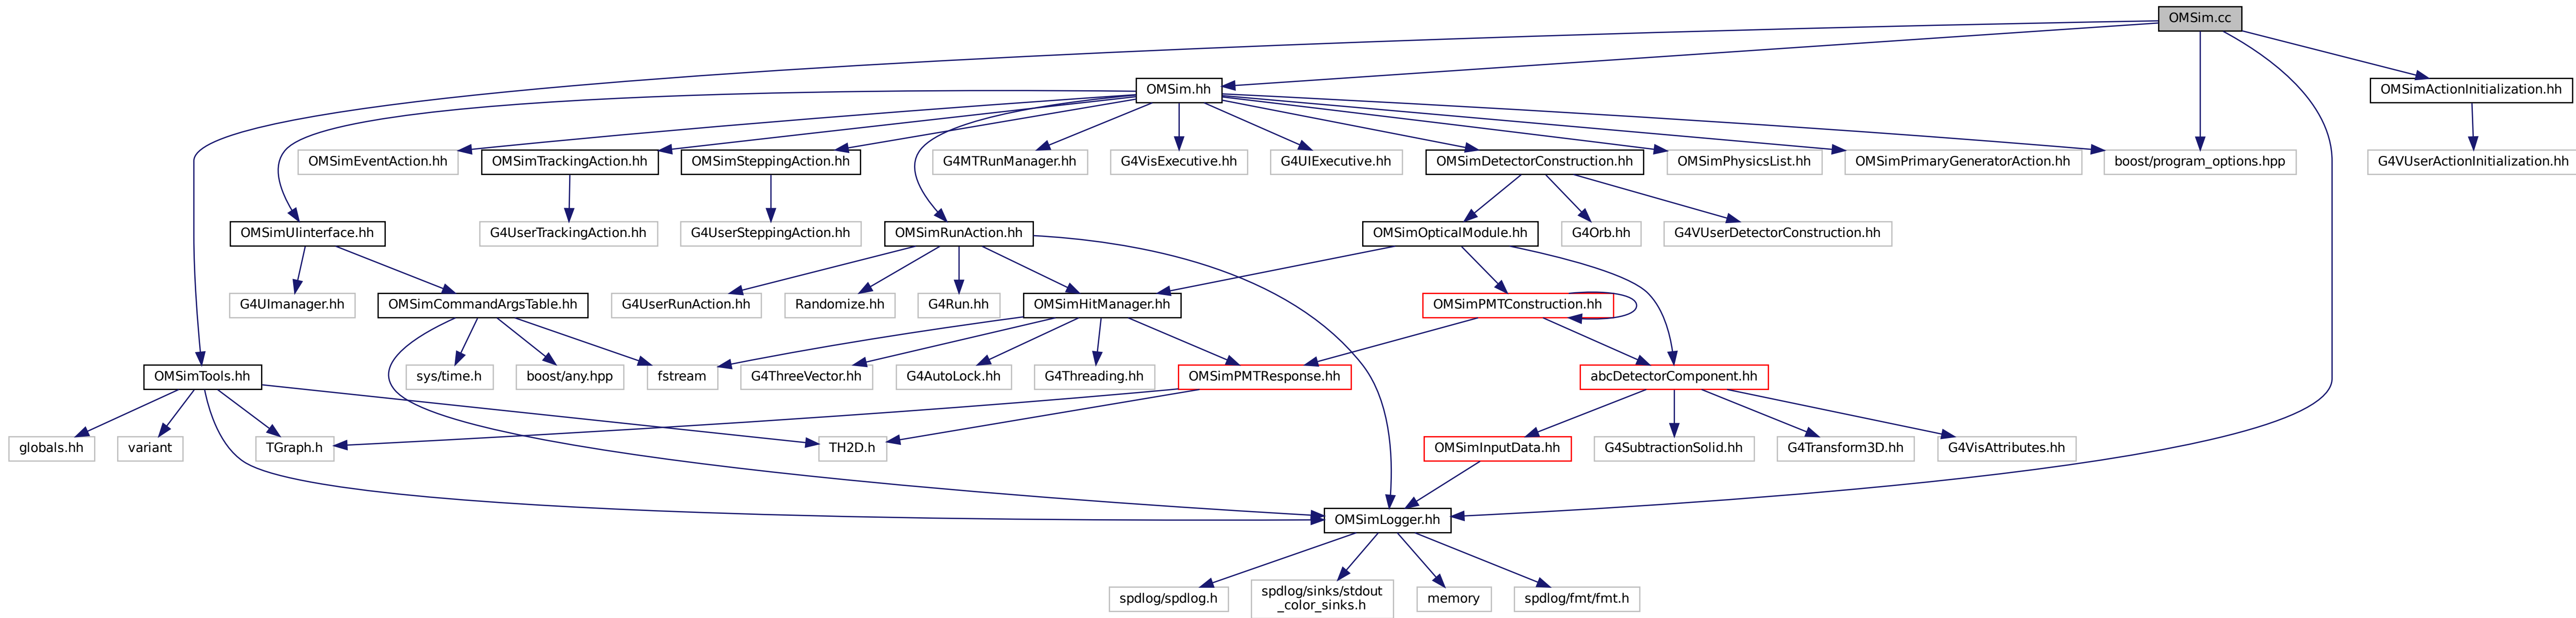 OMSim.cc
OMSim.hh
OMSimActionInitialization.hh
OMSimEventAction.hh
OMSimTrackingAction.hh
OMSimSteppingAction.hh
G4MTRunManager.hh
G4VisExecutive.hh
G4UIExecutive.hh
OMSimDetectorConstruction.hh
OMSimPhysicsList.hh
OMSimPrimaryGeneratorAction.hh
boost/program_options.hpp
G4VUserActionInitialization.hh
OMSimUIinterface.hh
G4UserTrackingAction.hh
G4UserSteppingAction.hh
OMSimRunAction.hh
OMSimOpticalModule.hh
G4Orb.hh
G4VUserDetectorConstruction.hh
G4UImanager.hh
OMSimCommandArgsTable.hh
G4UserRunAction.hh
Randomize.hh
G4Run.hh
OMSimHitManager.hh
OMSimPMTConstruction.hh
OMSimTools.hh
sys/time.h
boost/any.hpp
fstream
G4ThreeVector.hh
G4AutoLock.hh
G4Threading.hh
OMSimPMTResponse.hh
abcDetectorComponent.hh
globals.hh
variant
TGraph.h
TH2D.h
OMSimInputData.hh
G4SubtractionSolid.hh
G4Transform3D.hh
G4VisAttributes.hh
OMSimLogger.hh
spdlog/spdlog.h
spdlog/sinks/stdout
_color_sinks.h
memory
spdlog/fmt/fmt.h